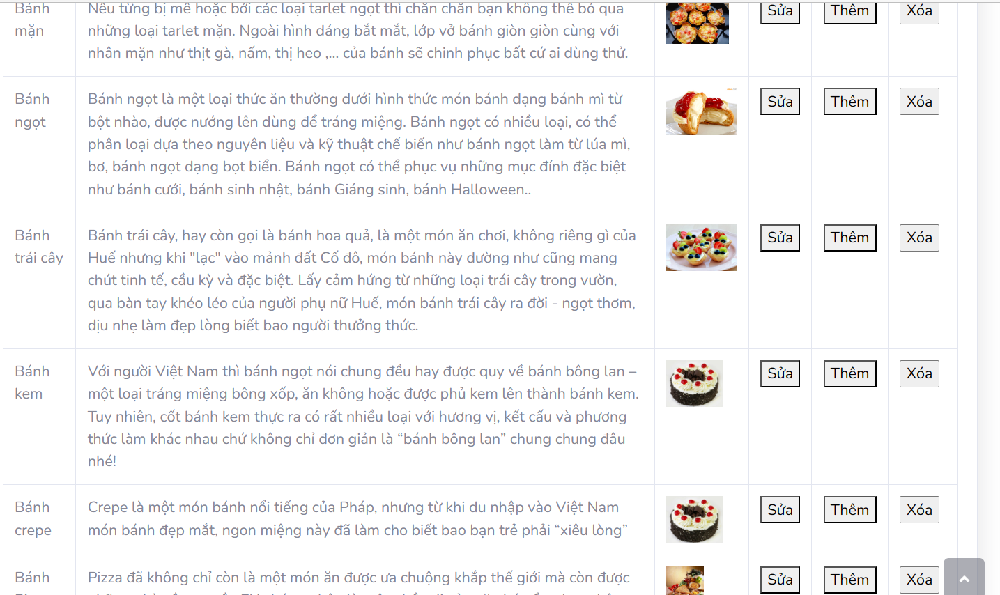 Bánh
mặn
Nếu từng bị mê hoặc bởi các loại tarlet ngọt thì chắn chắn bạn không thể bỏ qua
những loại tarlet mặn. Ngoài hình dáng bắt mắt, lớp vở bánh giòn giòn cùng với
nhân mặn như thịt gà, nấm, thị heo ,... của bánh sẽ chinh phục bất cứ ai dùng thử.
Sửa
Thêm
Xóa
Bánh
ngọt
Bánh ngọt là một loại thức ăn thường dưới hình thức món bánh dạng bánh mì từ
bột nhào, được nướng lên dùng để tráng miệng. Bánh ngọt có nhiều loại, có thể
phân loại dựa theo nguyên liệu và kỹ thuật chế biến như bánh ngọt làm từ lúa mì,
bơ, bánh ngọt dạng bọt biển. Bánh ngọt có thể phục vụ những mục đính đặc biệt
như bánh cưới, bánh sinh nhật, bánh Giáng sinh, bánh Halloween..
Sửa
Thêm
Xóa
Bánh
trái cây
Bánh trái cây, hay còn gọi là bánh hoa quả, là một món ăn chơi, không riêng gì của
Huế nhưng khi "lạc" vào mảnh đất Cố đô, món bánh này dường như cũng mang
chút tinh tế, cầu kỳ và đặc biệt. Lấy cảm hứng từ những loại trái cây trong vườn,
qua bàn tay khéo léo của người phụ nữ Huế, món bánh trái cây ra đời - ngọt thơm,
dịu nhẹ làm đẹp lòng biết bao người thưởng thức.
Sửa
Thêm
Xóa
Bánh
kem
Với người Việt Nam thì bánh ngọt nói chung đều hay được quy về bánh bông lan –
một loại tráng miệng bông xốp, ăn không hoặc được phủ kem lên thành bánh kem.
Tuy nhiên, cốt bánh kem thực ra có rất nhiều loại với hương vị, kết cấu và phương
thức làm khác nhau chứ không chỉ đơn giản là “bánh bông lan” chung chung đâu
nhé!
Sửa
Thêm
Xóa
Bánh
crepe
Crepe là một món bánh nổi tiếng của Pháp, nhưng từ khi du nhập vào Việt Nam
món bánh đẹp mắt, ngon miệng này đã làm cho biết bao bạn trẻ phải “xiêu lòng”
Sửa
Thêm
Xóa
Bánh
Pizza đã không chỉ còn là một món ăn được ưa chuộng khắp thế giới mà còn được
Sửa
Thêm
Xóa